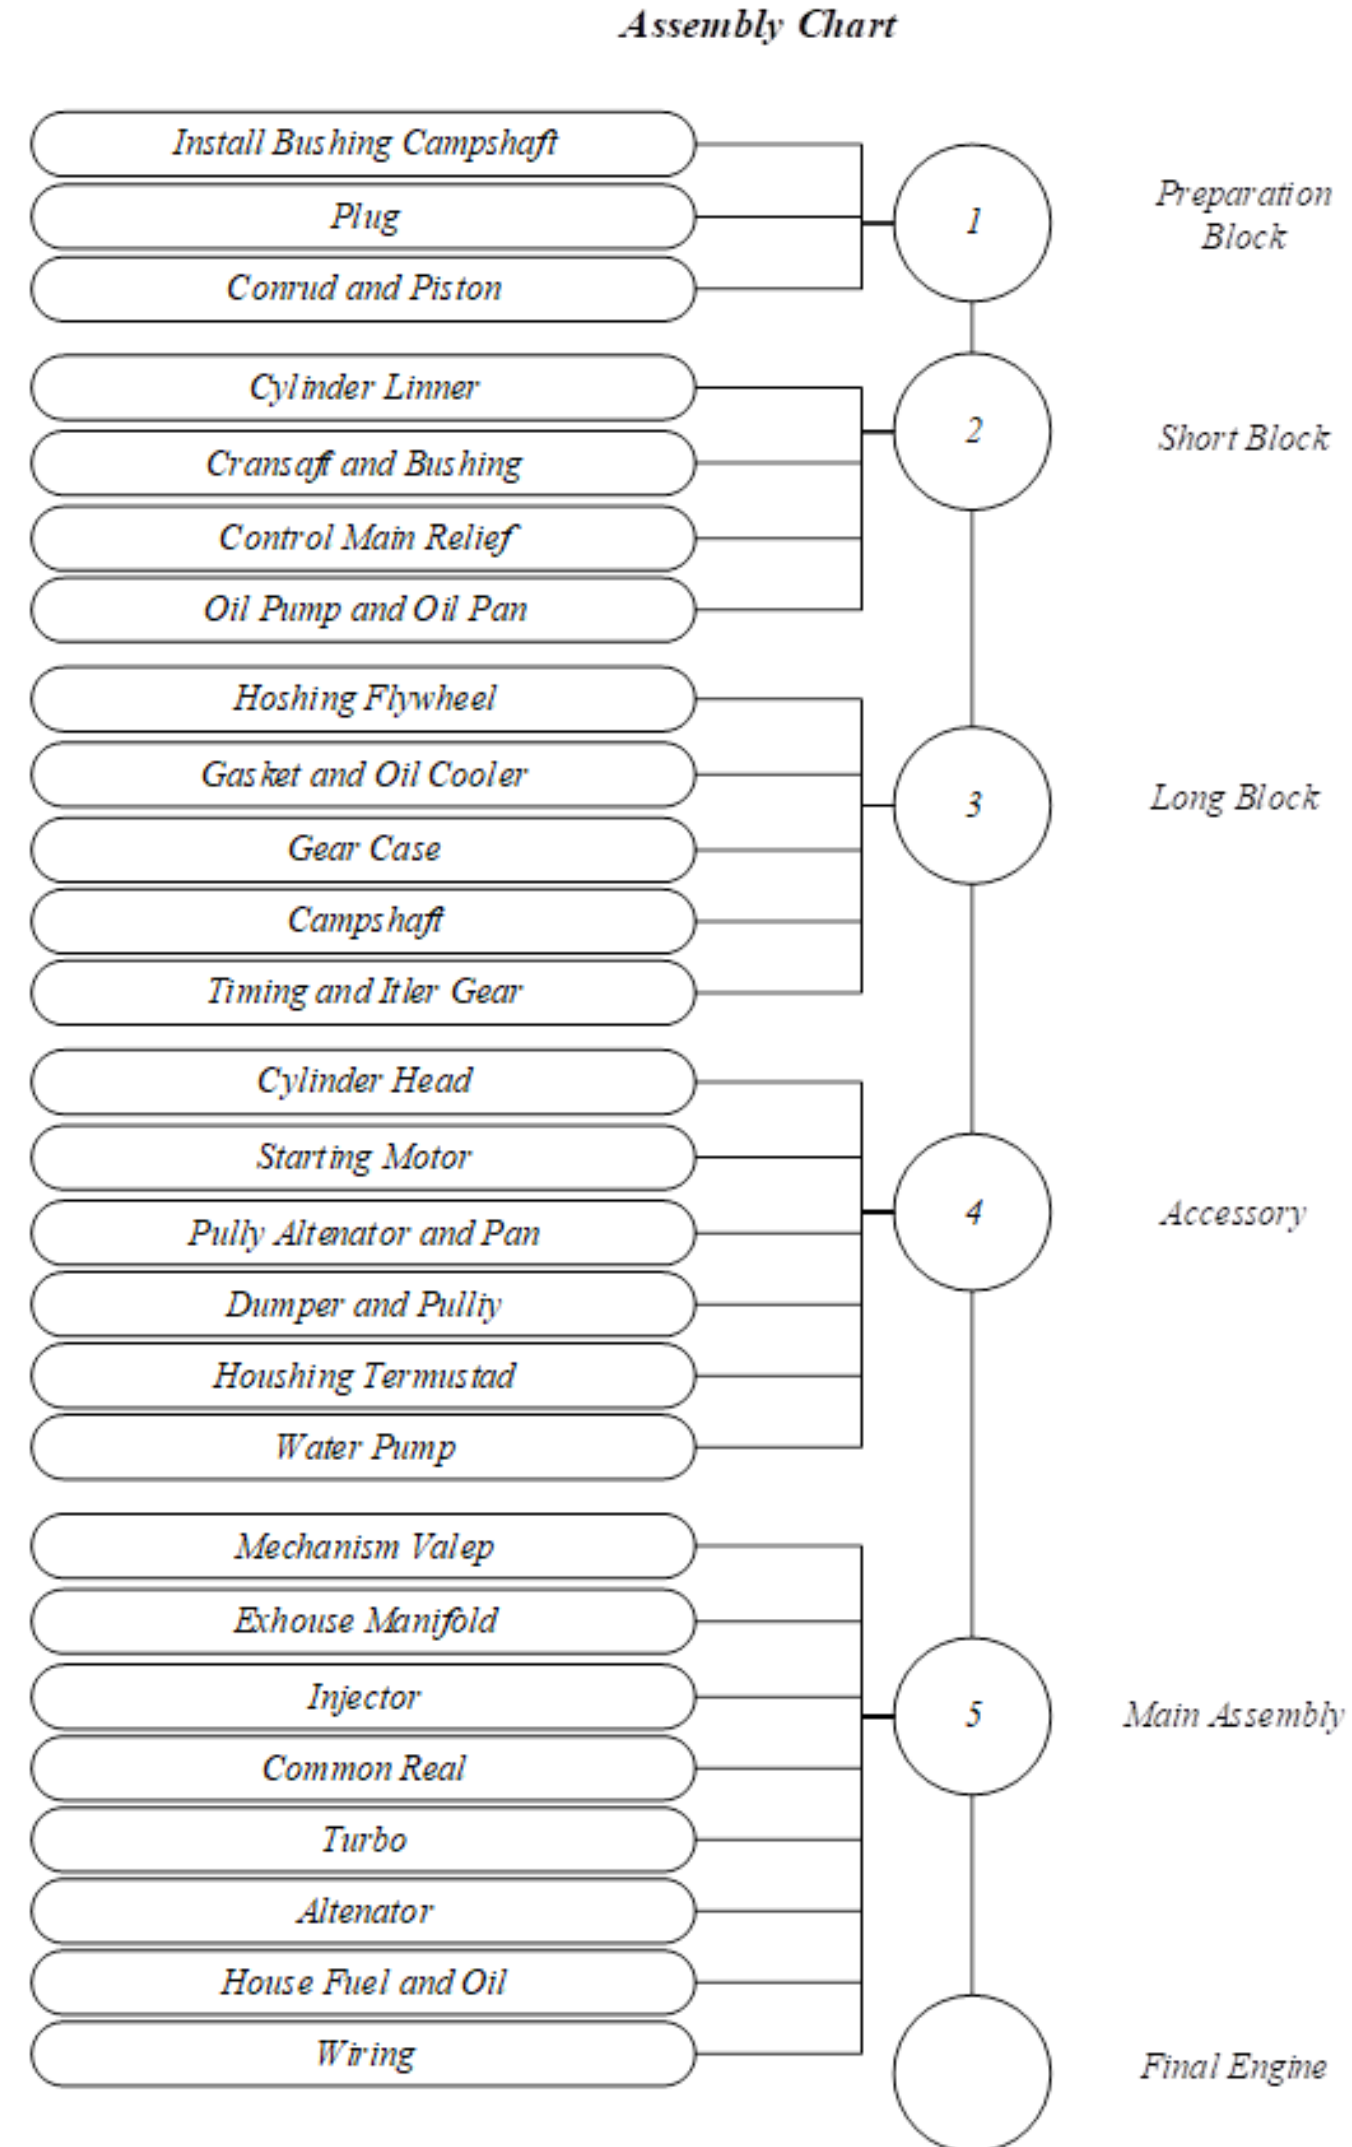 Assembly Chart
Install Bushing Campshaft
Plug
Conrud and Piston
1
Preparation
Block
Cylinder Linner
Cransaff and Bushing
Control Main Relief
Oil Pump and Oil Pan
2
Short Block
Hoshing Flywheel
Gasket and Oil Cooler
Gear Case
Campshaft
Timing and Itler Gear
3
Long Block
Cylinder Head
Starting Motor
Pully Altenator and Pan
Dumper and Pulliy
Houshing Termustad
Water Pump
4
Accessory
Mechanism Valep
Exhouse Manifold
Injector
Common Real
Turbo
Altenator
House Fuel and Oil
Wiring
5
Main Assembly
Final Engine